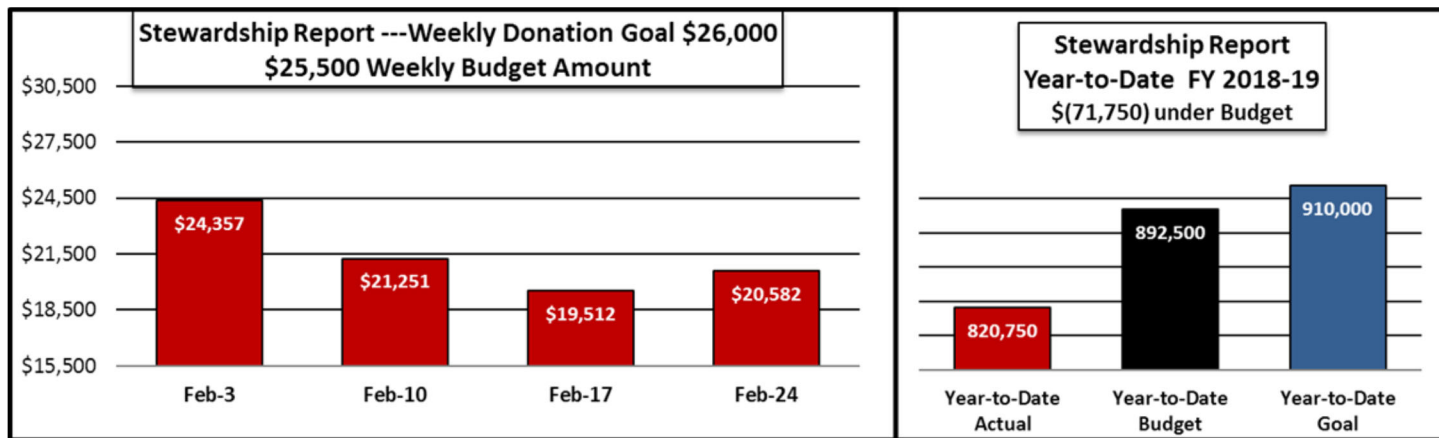 Stewardship Report ---Weekly Donation Goal $26,000
$25,500 Weekly Budget Amount
$30,500
$27,500
$24,500
$21,500
$18,500
$15,500
$24,357
$21,251
$19,512
$20,582
Feb-3
Feb-10
Feb-17
Feb-24
Stewardship Report
Year-to-Date FY 2018-19
$(71,750) under Budget
820,750
892,500
910,000
Year-to-Date
Actual
Year-to-Date
Budget
Year-to-Date
Goal